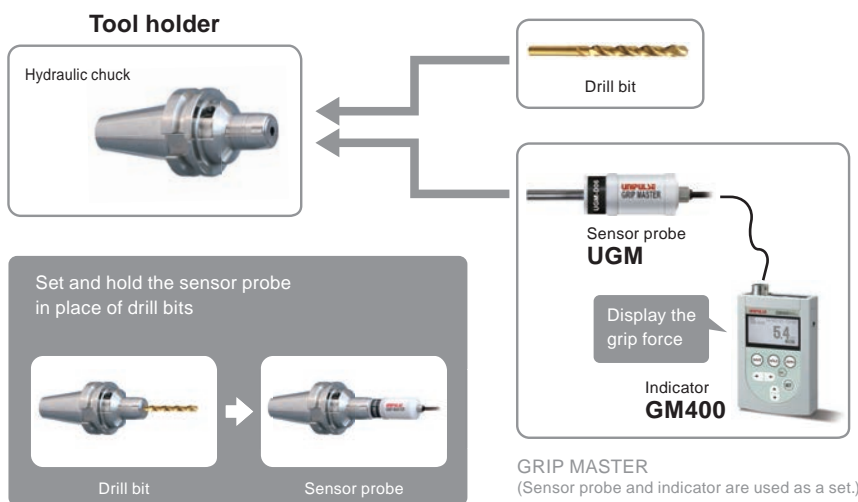 Tool holder
Hydraulic chuck
Drill bit
UGM-D06
UNIPULSE
GRIP MASTER
Sensor probe
UGM
Set and hold the sensor probe
in place of drill bits
Display the
grip force
UNIPULSE
5.4
Indicator
GM400
Drill bit
Sensor probe
GRIP MASTER
(Sensor probe and indicator are used as a set.)